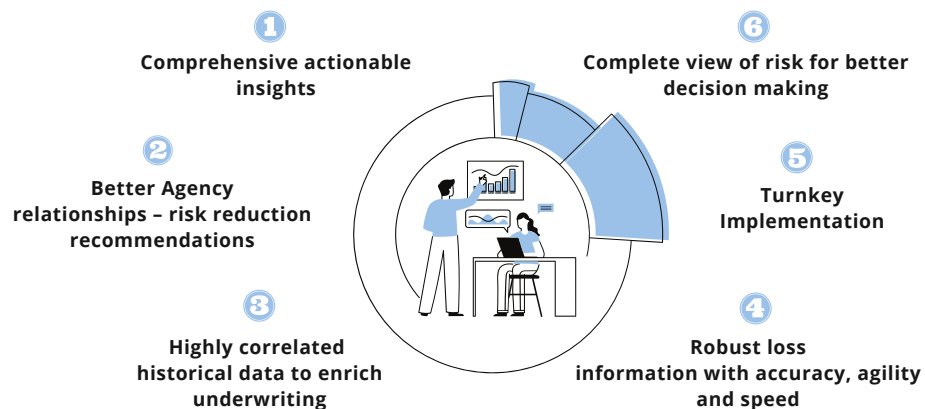 1
Comprehensive actionable
insights
2
Better Agency
relationships – risk reduction
recommendations
3
Highly correlated
historical data to enrich
underwriting
6
Complete view of risk for better
decision making
5
Turnkey
Implementation
4
Robust loss
information with accuracy, agility
and speed